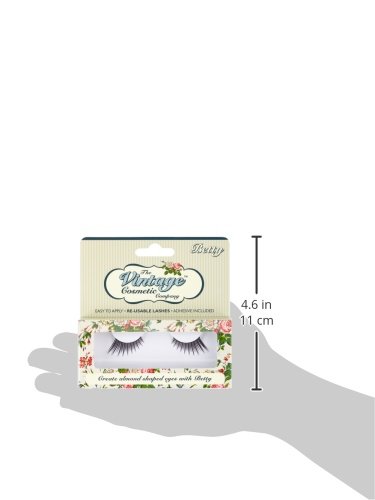 Betty
The
Vintage™
Cosmetic
Company
EASY TO APPLY • RE-USABLE LASHES • ADHESIVE INCLUDED
Create almond shaped eyes with Betty
4.6 in
11 cm